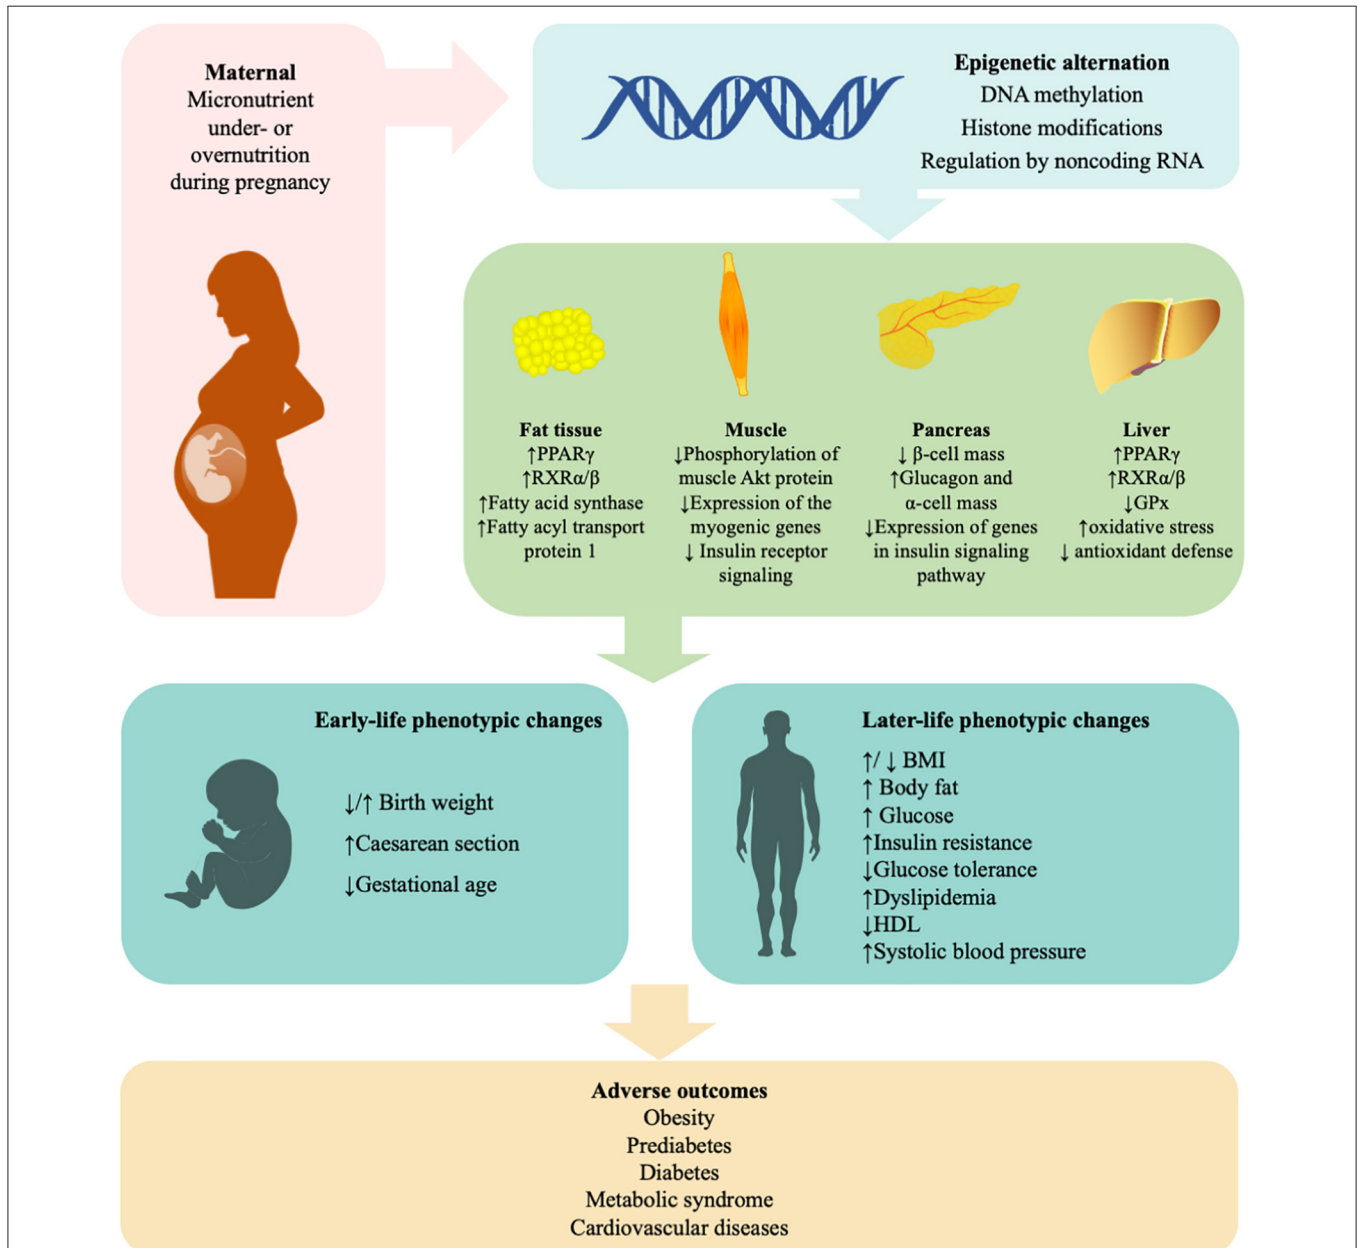 Maternal
Micronutrient
under- or
overnutrition
during pregnancy
Epigenetic alternation
DNA methylation
Histone modifications
Regulation by noncoding RNA
Fat tissue
↑PPARγ
↑RXRα/β
↑Fatty acid synthase
↑Fatty acyl transport
protein 1
Muscle
↓Phosphorylation of
muscle Akt protein
↓Expression of the
myogenic genes
↓ Insulin receptor
signaling
Pancreas
↓ β-cell mass
↑Glucagon and
α-cell mass
↓Expression of genes
in insulin signaling
pathway
Liver
↑PPARγ
↑RXRα/β
↓GPx
↑oxidative stress
↓ antioxidant defense
Early-life phenotypic changes
↓/↑ Birth weight
↑Caesarean section
↓Gestational age
Later-life phenotypic changes
↑/ ↓ BMI
↑ Body fat
↑ Glucose
↑Insulin resistance
↓Glucose tolerance
↑Dyslipidemia
↓HDL
↑Systolic blood pressure
Adverse outcomes
Obesity
Prediabetes
Diabetes
Metabolic syndrome
Cardiovascular diseases